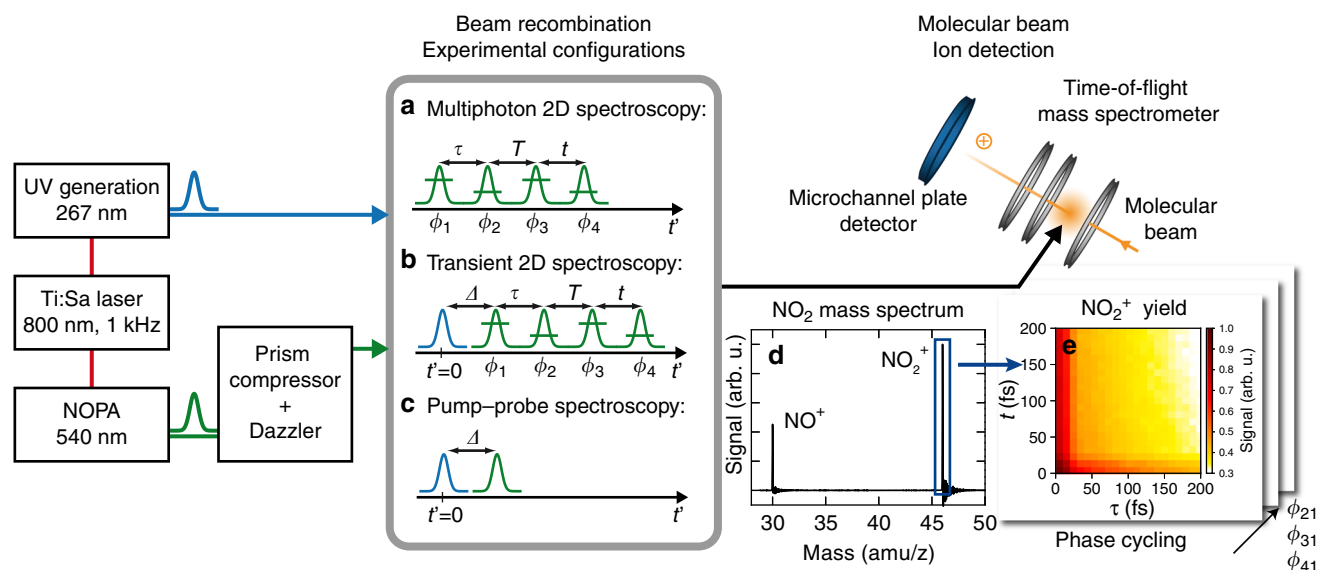 Beam recombination
Experimental configurations
Molecular beam
Ion detection
Time-of-flight
mass spectrometer
Microchannel plate
detector
Molecular
beam
UV generation
267 nm
Ti:Sa laser
800 nm, 1 kHz
NOPA
540 nm
Prism
compressor
+
Dazzler
a Multiphoton 2D spectroscopy:
τ T t
ϕ1 ϕ2 ϕ3 ϕ4 t'
b Transient 2D spectroscopy:
Δ τ T t
t'=0 ϕ1 ϕ2 ϕ3 ϕ4 t'
c Pump–probe spectroscopy:
Δ
t'=0 t'
⊕
NO2 mass spectrum
d
NO2+
NO+
Signal (arb. u.)
30 40 45 50
Mass (amu/z)
NO2+ yield
e
200
150
100
50
0
t (fs)
0 50 100 150 200
τ (fs)
1.0
0.9
0.8
0.7
0.6
0.5
0.4
0.3
Signal (arb. u.)
Phase cycling
ϕ21
ϕ31
ϕ41